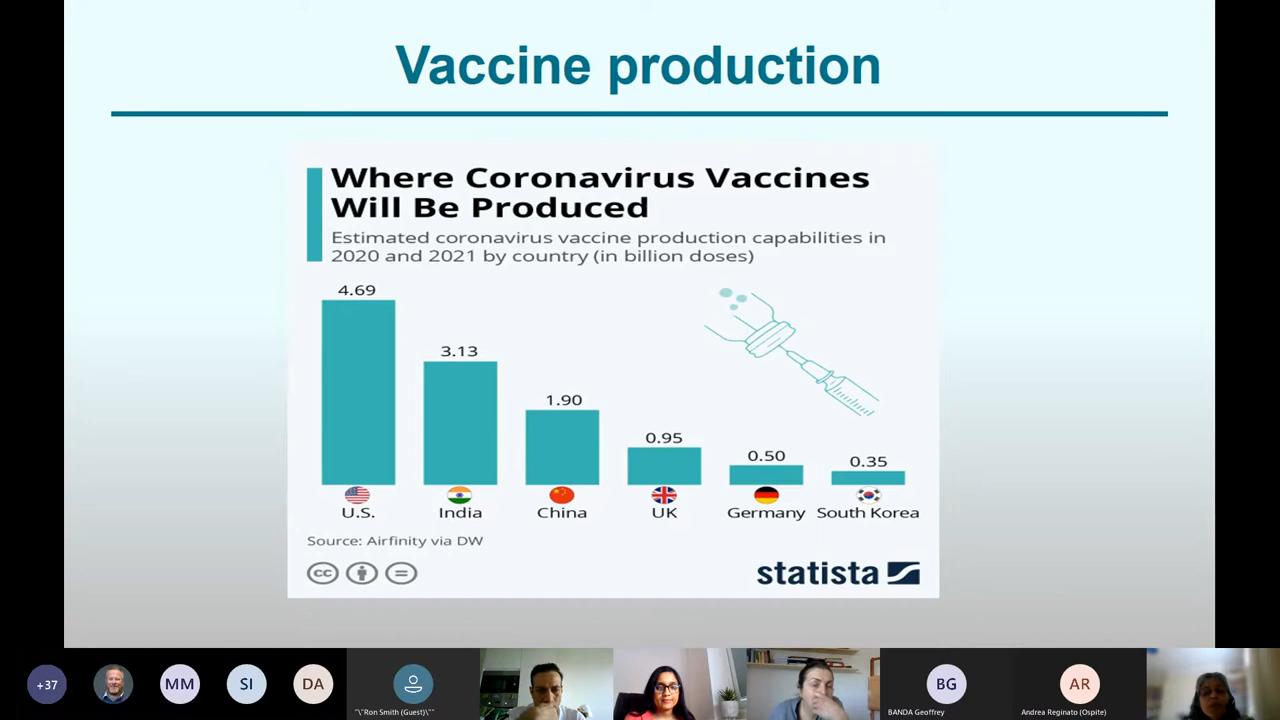 Vaccine production
Where Coronavirus Vaccines
Will Be Produced
Estimated coronavirus vaccine production capabilities in
2020 and 2021 by country (in billion doses)
4.69
3.13
1.90
0.95
0.50
0.35
U.S.
India
China
UK
Germany
South Korea
Source: Airfinity via DW
cc
statista
+37
MM
SI
DA
"\"Ron Smith (Guest)\""
BG
BANDA Geoffrey
AR
Andrea Reginato (Ospite)